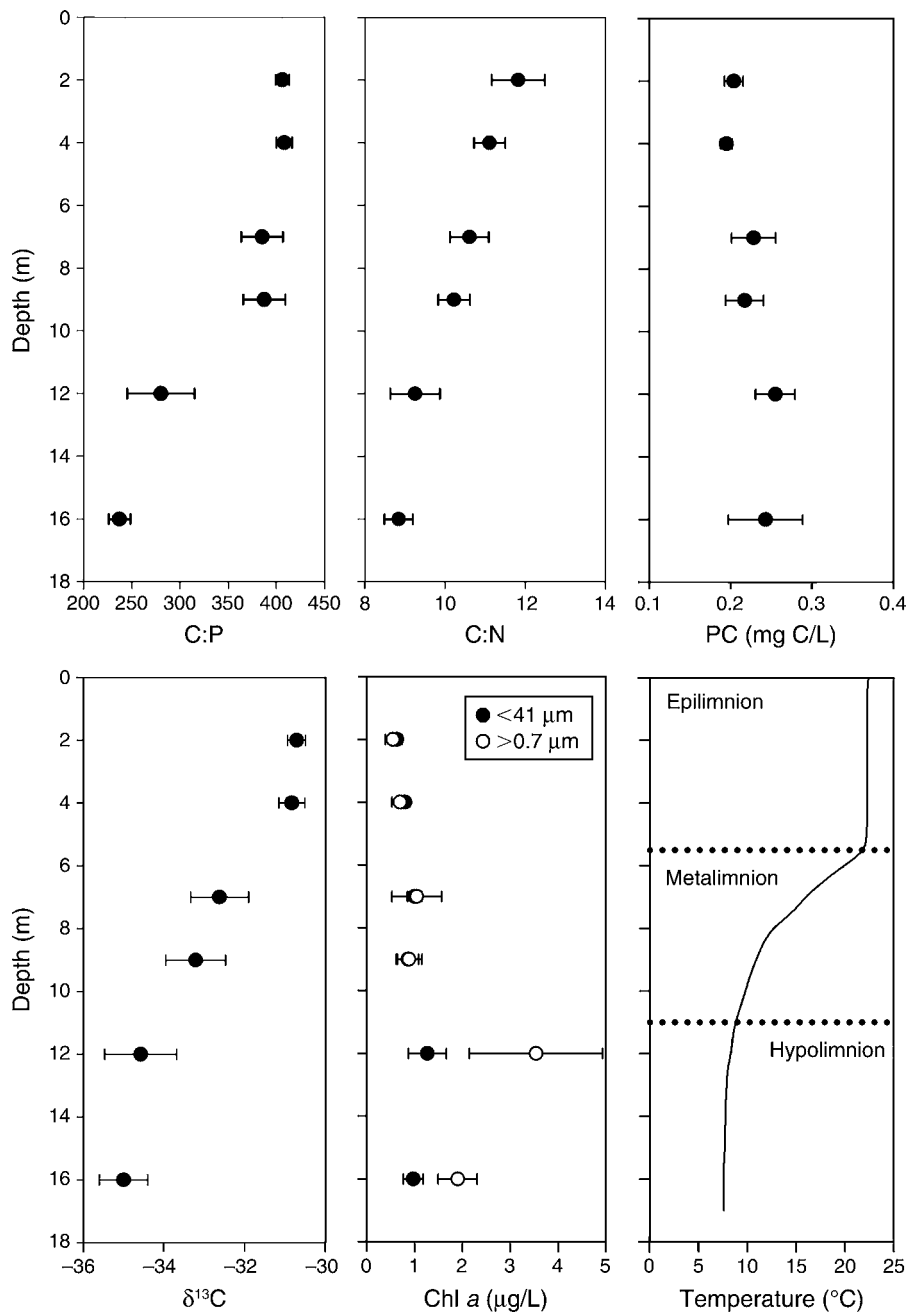 0
2
4
6
8
10
12
14
16
18
Depth (m)
200 250 300 350 400 450
C:P
8 10 12 14
C:N
0.1 0.2 0.3 0.4
PC (mg C/L)
0
2
4
6
8
10
12
14
16
18
Depth (m)
–36 –34 –32 –30
δ¹³C
<41 μm
>0.7 μm
0 1 2 3 4 5
Chl a (μg/L)
Epilimnion
Metalimnion
Hypolimnion
0 5 10 15 20 25
Temperature (°C)